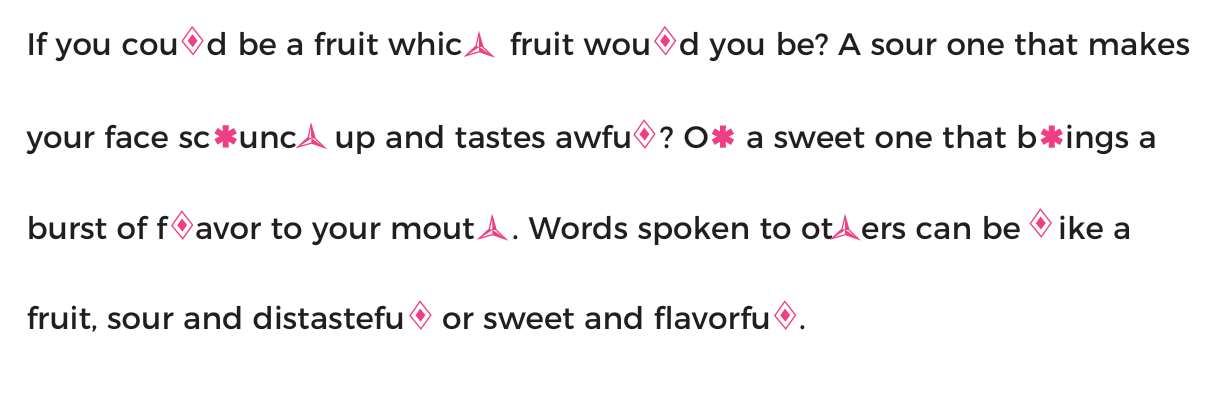 If you cou◈d be a fruit whic⅄ fruit wou◈d you be? A sour one that makes
your face sc✱unc⅄ up and tastes awfu◈? O✱ a sweet one that b✱ings a
burst of f◈avor to your mout⅄. Words spoken to ot⅄ers can be ◈ike a
fruit, sour and distastefu◈ or sweet and flavorfu◈.